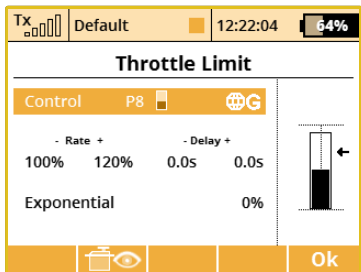 Tx Default 12:22:04 64%
Throttle Limit
Control P8 G
- Rate + - Delay +
100% 120% 0.0s 0.0s
Exponential 0%
Ok